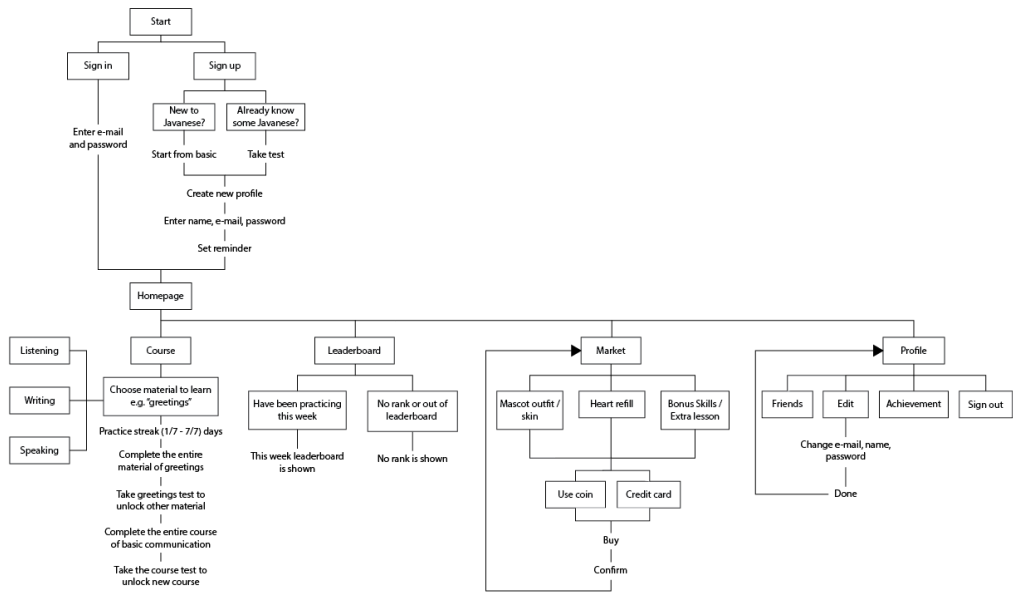 Start
Sign in
Sign up
New to
Javanese?
Already know
some Javanese?
Enter e-mail
and password
Start from basic
Take test
Create new profile
Enter name, e-mail, password
Set reminder
Homepage
Listening
Writing
Speaking
Course
Choose material to learn
e.g. “greetings”
Practice streak (1/7 - 7/7) days
Complete the entire
material of greetings
Take greetings test to
unlock other material
Complete the entire course
of basic communication
Take the course test to
unlock new course
Leaderboard
Have been practicing
this week
No rank or out of
leaderboard
This week leaderboard
is shown
No rank is shown
Market
Mascot outfit /
skin
Heart refill
Bonus Skills /
Extra lesson
Use coin
Credit card
Buy
Confirm
Profile
Friends
Edit
Achievement
Sign out
Change e-mail, name,
password
Done